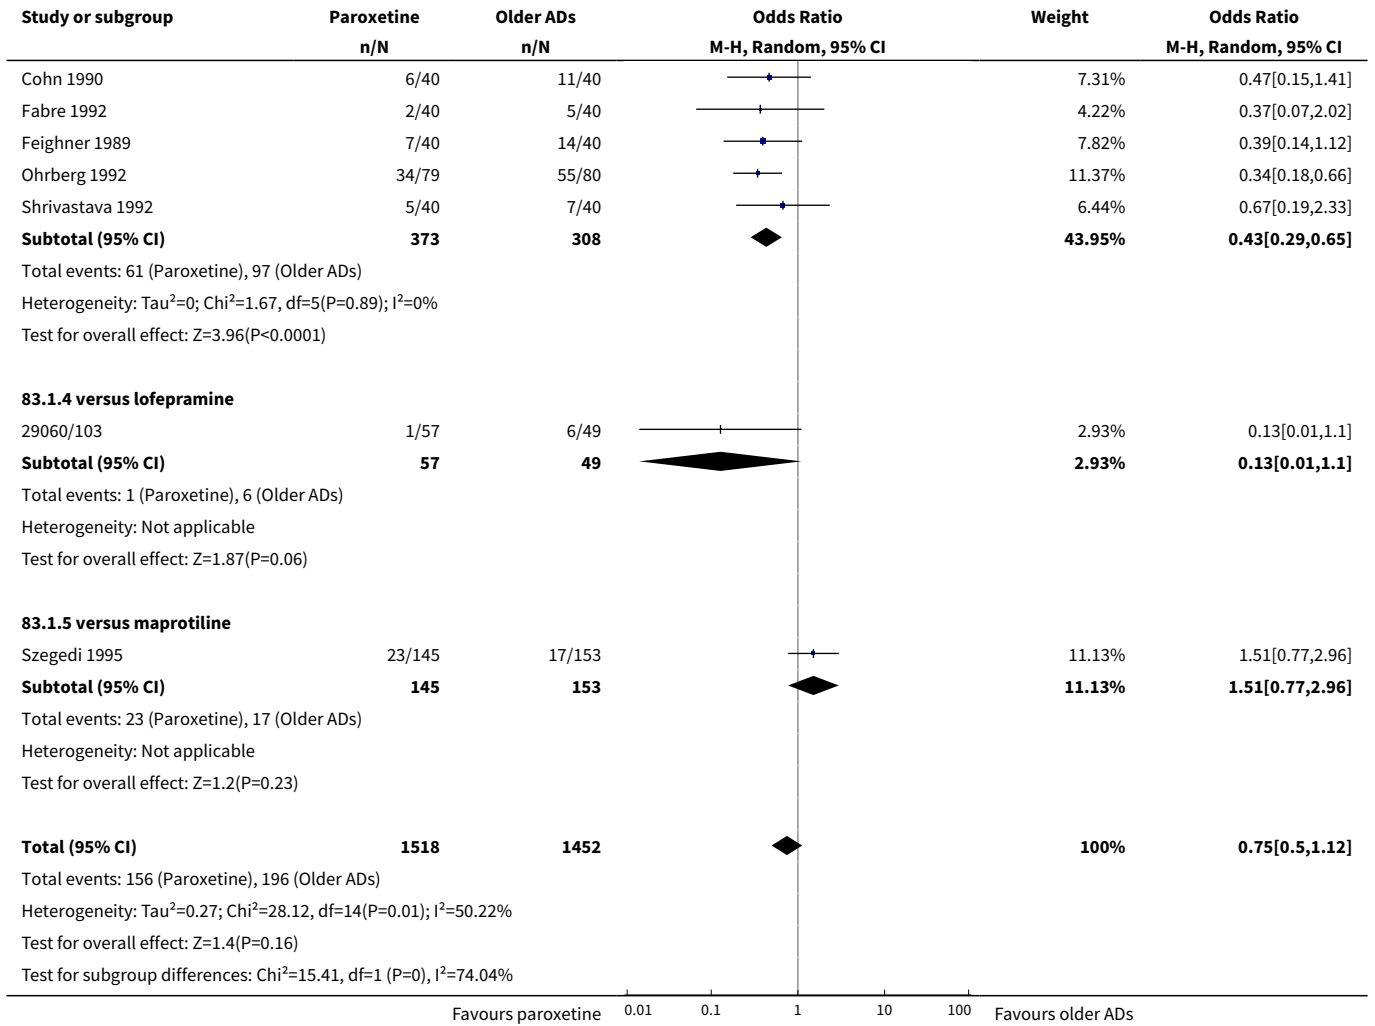 Study or subgroup Paroxetine Older ADs Odds Ratio Weight Odds Ratio
n/N n/N M-H, Random, 95% CI M-H, Random, 95% CI
Cohn 1990 6/40 11/40 7.31% 0.47[0.15,1.41]
Fabre 1992 2/40 5/40 4.22% 0.37[0.07,2.02]
Feighner 1989 7/40 14/40 7.82% 0.39[0.14,1.12]
Ohrberg 1992 34/79 55/80 11.37% 0.34[0.18,0.66]
Shrivastava 1992 5/40 7/40 6.44% 0.67[0.19,2.33]
Subtotal (95% CI) 373 308 43.95% 0.43[0.29,0.65]
Total events: 61 (Paroxetine), 97 (Older ADs)
Heterogeneity: Tau²=0; Chi²=1.67, df=5(P=0.89); I²=0%
Test for overall effect: Z=3.96(P<0.0001)
83.1.4 versus lofepramine
29060/103 1/57 6/49 2.93% 0.13[0.01,1.1]
Subtotal (95% CI) 57 49 2.93% 0.13[0.01,1.1]
Total events: 1 (Paroxetine), 6 (Older ADs)
Heterogeneity: Not applicable
Test for overall effect: Z=1.87(P=0.06)
83.1.5 versus maprotiline
Szegedi 1995 23/145 17/153 11.13% 1.51[0.77,2.96]
Subtotal (95% CI) 145 153 11.13% 1.51[0.77,2.96]
Total events: 23 (Paroxetine), 17 (Older ADs)
Heterogeneity: Not applicable
Test for overall effect: Z=1.2(P=0.23)
Total (95% CI) 1518 1452 100% 0.75[0.5,1.12]
Total events: 156 (Paroxetine), 196 (Older ADs)
Heterogeneity: Tau²=0.27; Chi²=28.12, df=14(P=0.01); I²=50.22%
Test for overall effect: Z=1.4(P=0.16)
Test for subgroup differences: Chi²=15.41, df=1 (P=0), I²=74.04%
Favours paroxetine 0.01 0.1 1 10 100 Favours older ADs